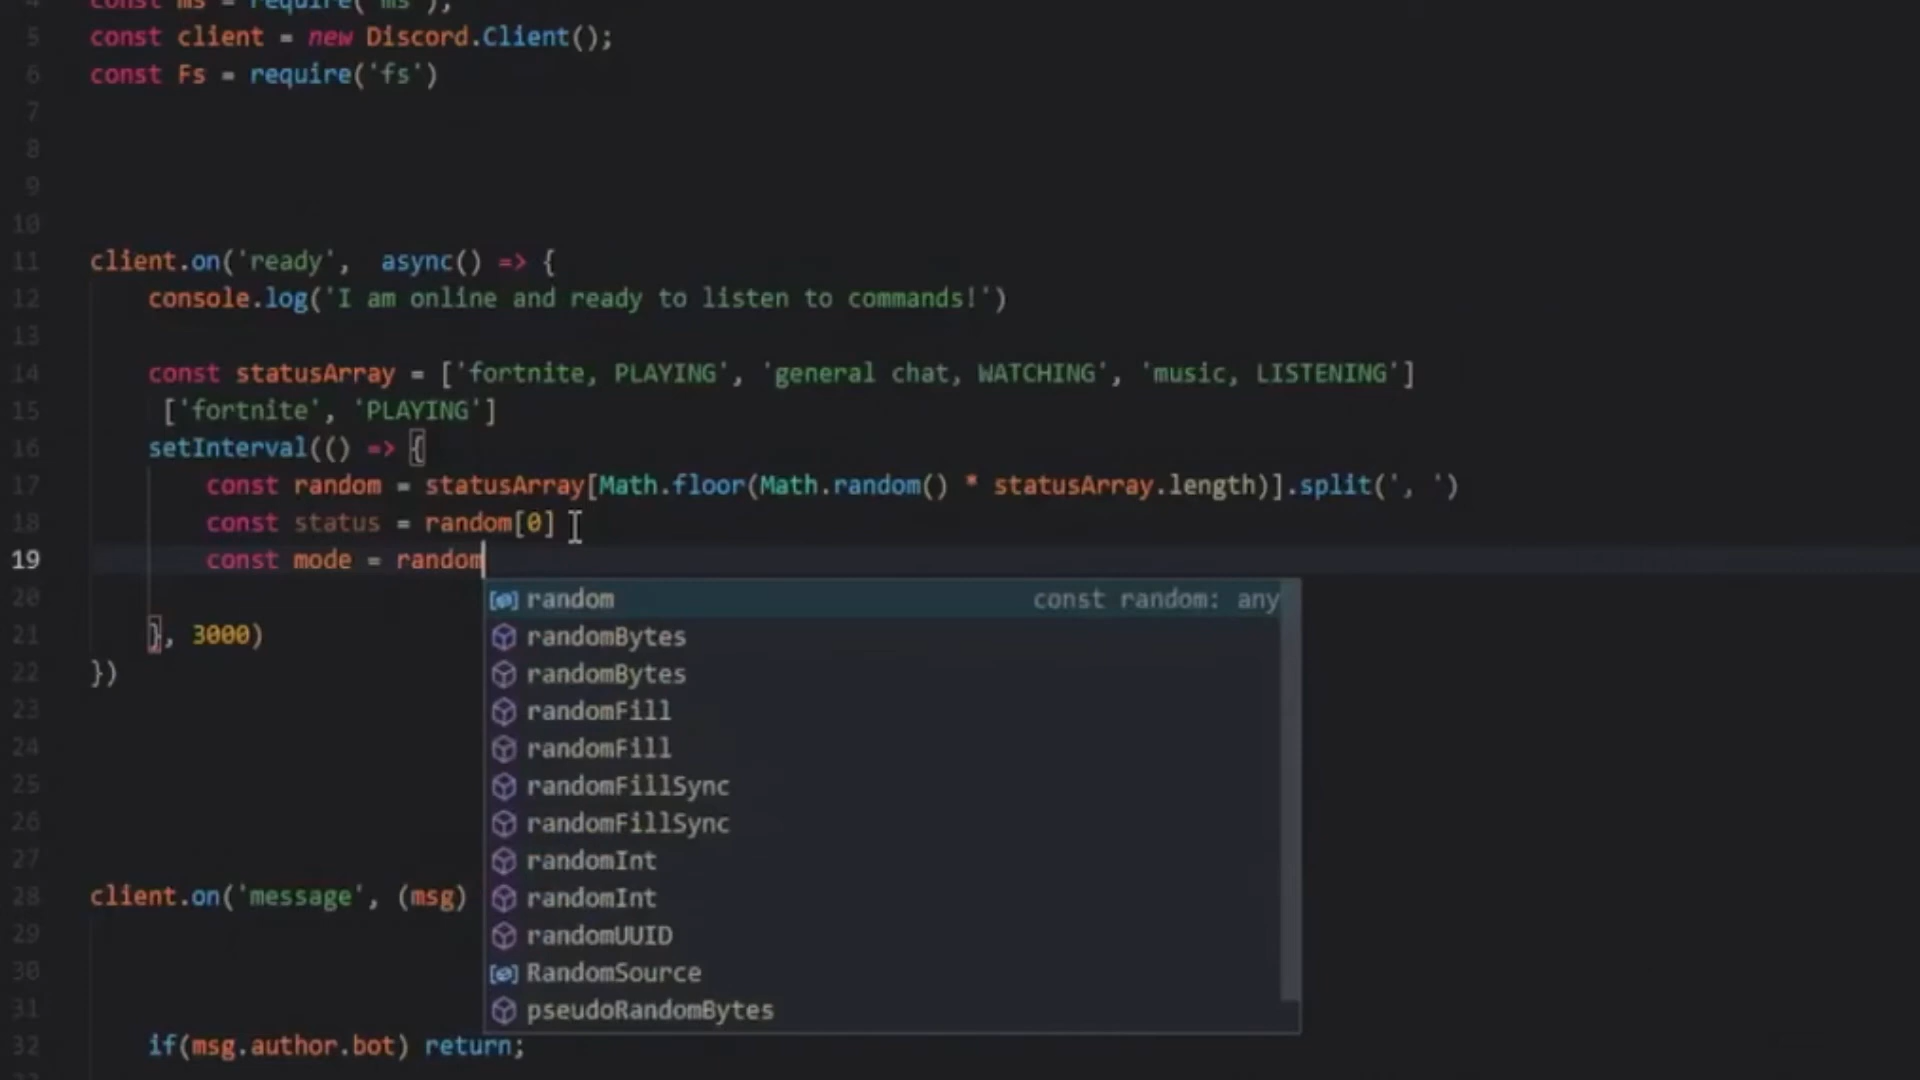 4 const ms = require('ms');
5 const client = new Discord.Client();
6 const Fs = require('fs')
7
8
9
10
11 client.on('ready',  async() => {
12 console.log('I am online and ready to listen to commands!')
13
14 const statusArray = ['fortnite, PLAYING', 'general chat, WATCHING', 'music, LISTENING']
15 ['fortnite', 'PLAYING']
16 setInterval(() => {
17 const random = statusArray[Math.floor(Math.random() * statusArray.length)].split(', ')
18 const status = random[0]
19 const mode = random
20 random const random: any
randomBytes
21 }, 3000)
22 })
randomBytes
23 randomFill
24 randomFill
25 randomFillSync
26 randomFillSync
27 randomInt
28 client.on('message', (msg)
randomInt
29 randomUUID
30 RandomSource
31 pseudoRandomBytes
32 if(msg.author.bot) return;